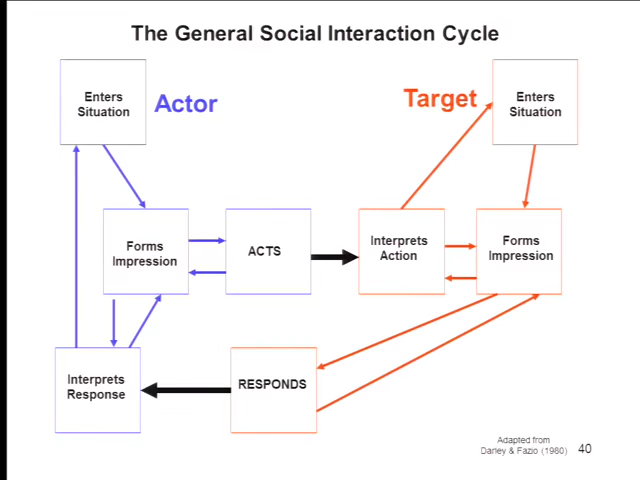 The General Social Interaction Cycle
Enters
Situation
Actor
Target
Enters
Situation
Forms
Impression
ACTS
Interprets
Action
Forms
Impression
Interprets
Response
RESPONDS
Adapted from
Darley & Fazio (1980)
40